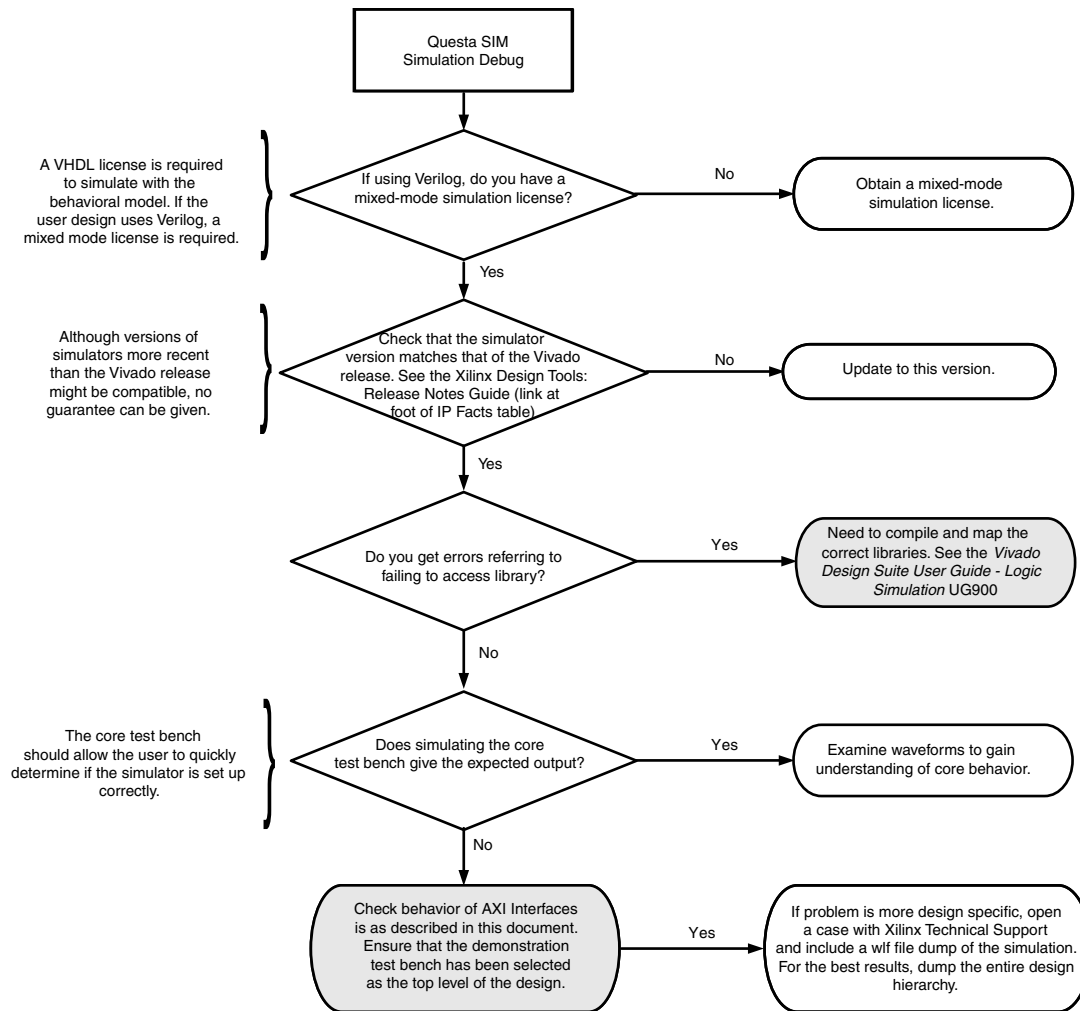 Questa SIM
Simulation Debug
A VHDL license is required
to simulate with the
behavioral model. If the
user design uses Verilog, a
mixed mode license is required.
If using Verilog, do you have a
mixed-mode simulation license?
No
Obtain a mixed-mode
simulation license.
Yes
Although versions of
simulators more recent
than the Vivado release
might be compatible, no
guarantee can be given.
Check that the simulator
version matches that of the Vivado
release. See the Xilinx Design Tools:
Release Notes Guide (link at
foot of IP Facts table)
No
Update to this version.
Yes
Do you get errors referring to
failing to access library?
Yes
Need to compile and map the
correct libraries. See the Vivado
Design Suite User Guide - Logic
Simulation UG900
No
The core test bench
should allow the user to quickly
determine if the simulator is set up
correctly.
Does simulating the core
test bench give the expected output?
Yes
Examine waveforms to gain
understanding of core behavior.
No
Check behavior of AXI Interfaces
is as described in this document.
Ensure that the demonstration
test bench has been selected
as the top level of the design.
Yes
If problem is more design specific, open
a case with Xilinx Technical Support
and include a wlf file dump of the simulation.
For the best results, dump the entire design
hierarchy.